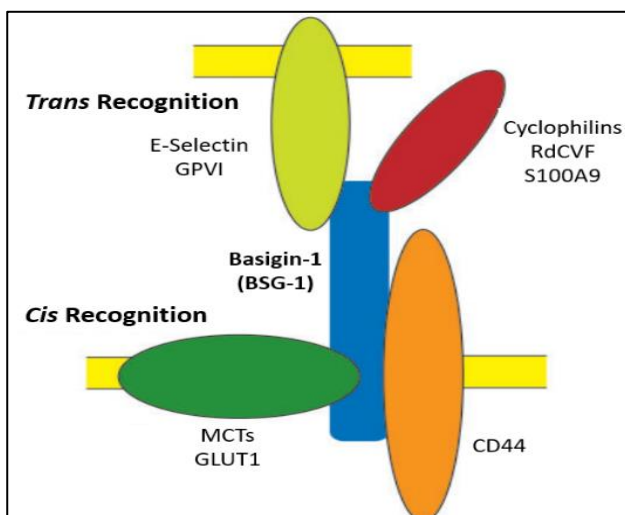 Trans Recognition
E-Selectin
GPVI
Cyclophilins
RdCVF
S100A9
Basigin-1
(BSG-1)
Cis Recognition
MCTs
GLUT1
CD44